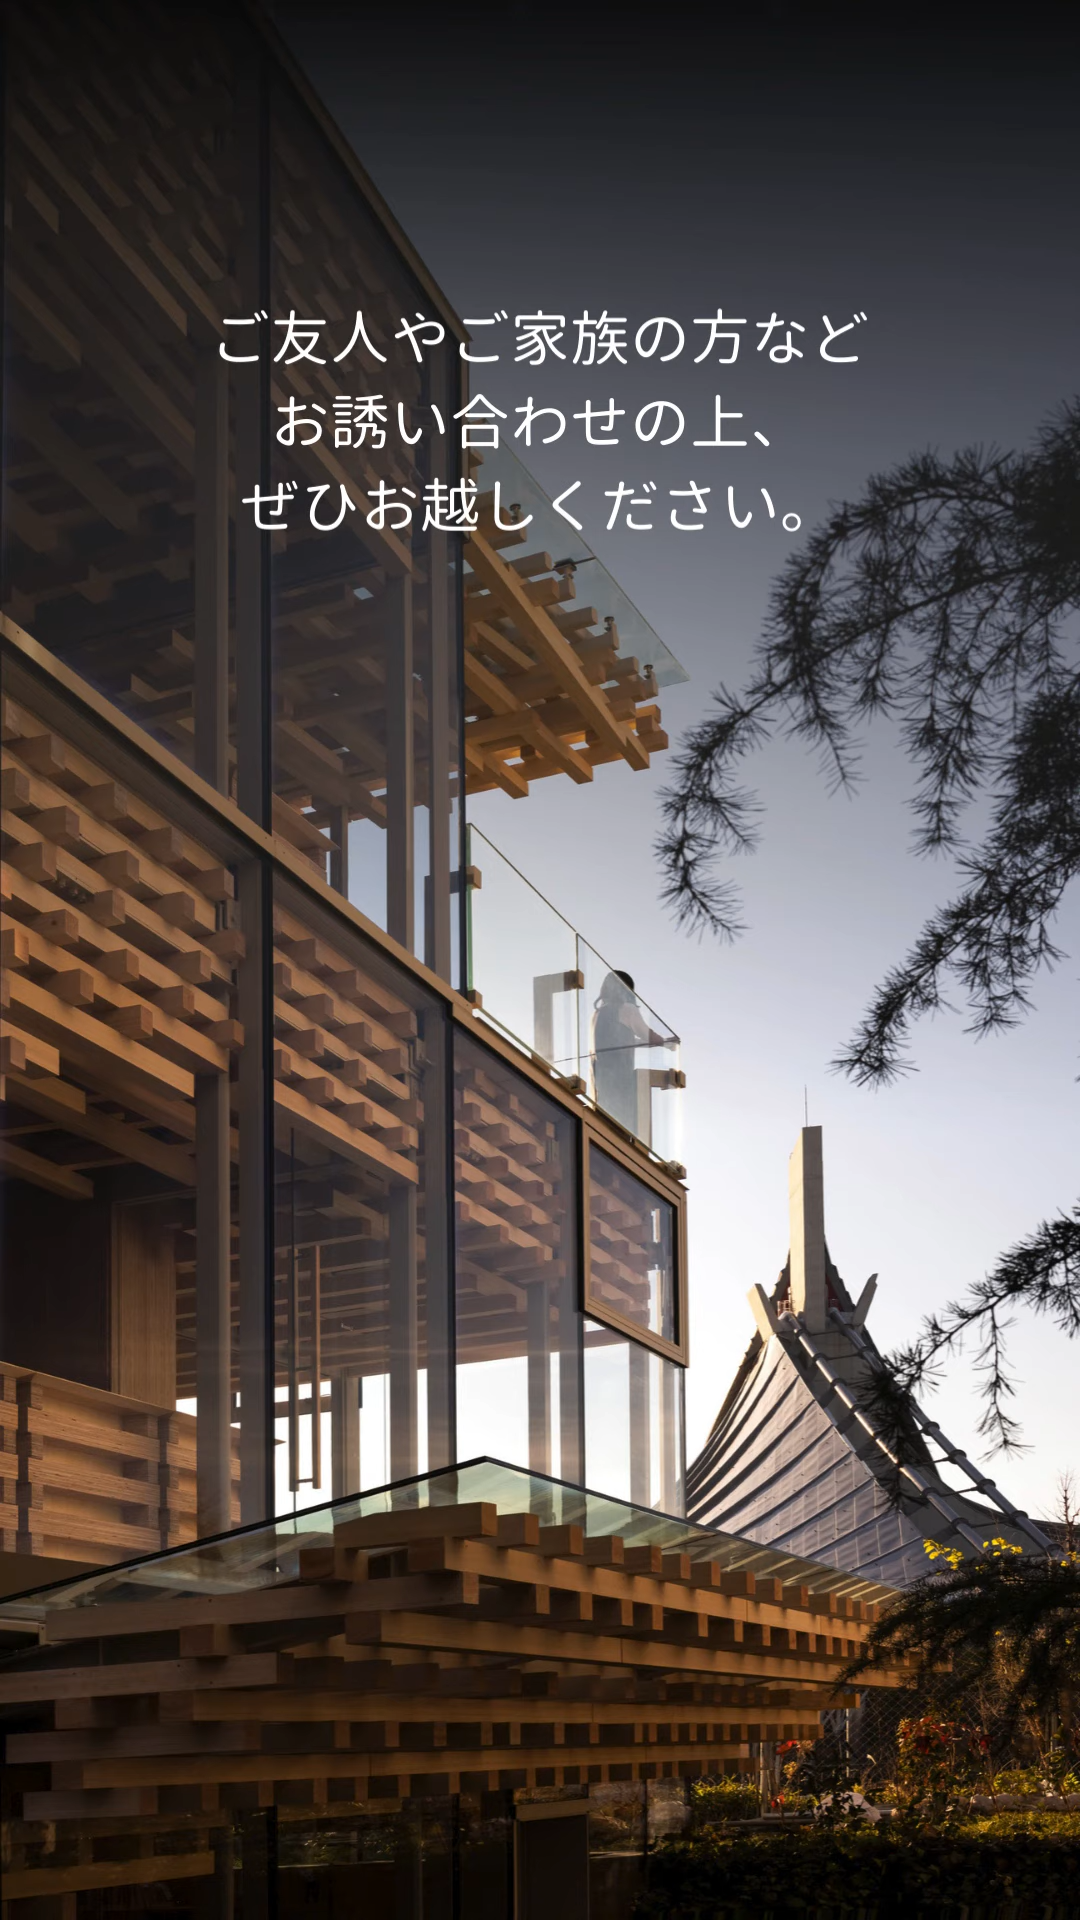 ご友人やご家族の方など
お誘い合わせの上、
ぜひお越しください。